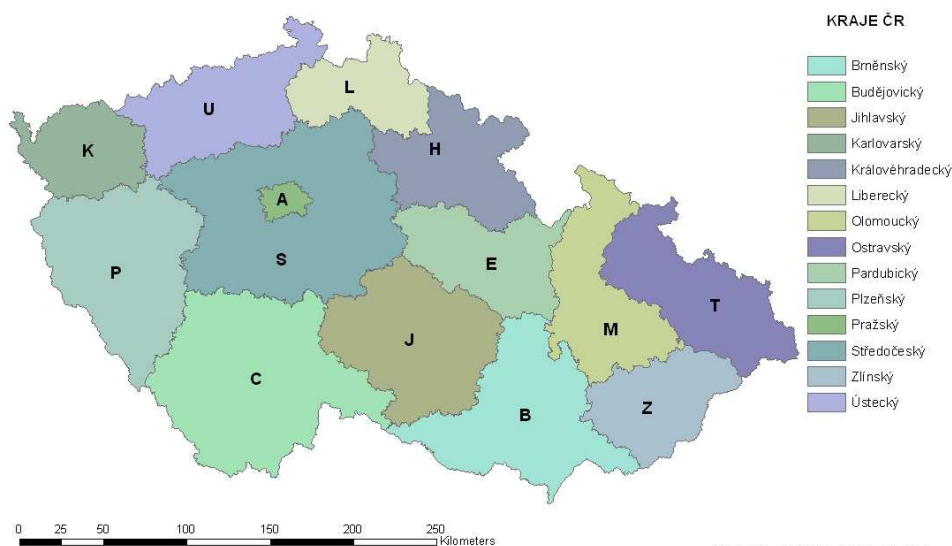 KRAJE ČR
Brněnský
Budějovický
Jihlavský
Karlovarský
Královéhradecký
Liberecký
Olomoucký
Ostravský
Pardubický
Plzeňský
Pražský
Středočeský
Zlínský
Ústecký
U
L
K
H
A
S
E
P
T
M
J
C
B
Z
0 25 50 100 150 200 250
Kilometers